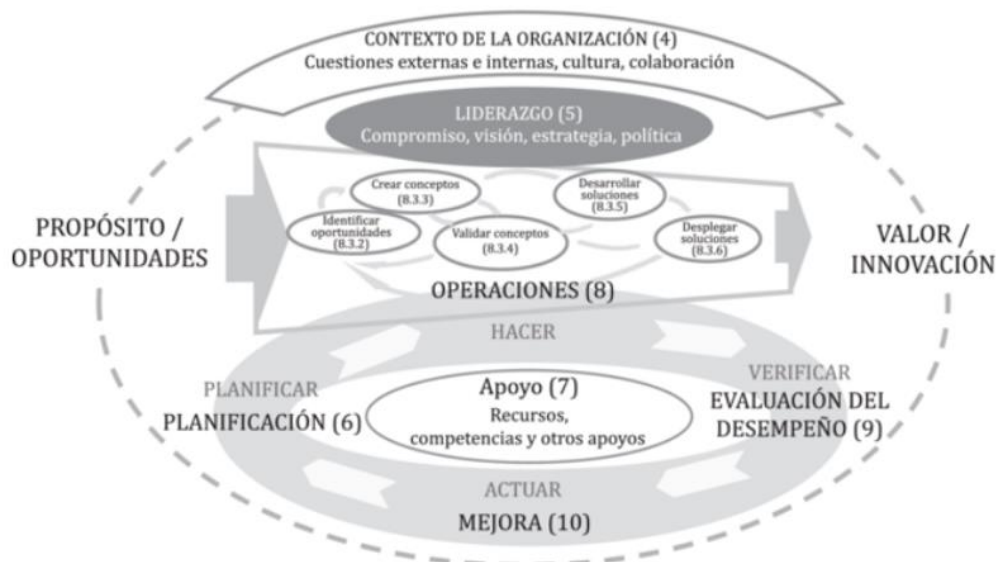 CONTEXTO DE LA ORGANIZACIÓN (4)
Cuestiones externas e internas, cultura, colaboración
LIDERAZGO (5)
Compromiso, visión, estrategia, política
PROPÓSITO /
OPORTUNIDADES
Crear conceptos
(8.3.3)
Identificar
oportunidades
(8.3.2)
Validar conceptos
(8.3.4)
Desarrollar
soluciones
(8.3.5)
Desplegar
soluciones
(8.3.6)
OPERACIONES (8)
VALOR /
INNOVACIÓN
HACER
PLANIFICAR
PLANIFICACIÓN (6)
Apoyo (7)
Recursos,
competencias y otros apoyos
VERIFICAR
EVALUACIÓN DEL
DESEMPEÑO (9)
ACTUAR
MEJORA (10)